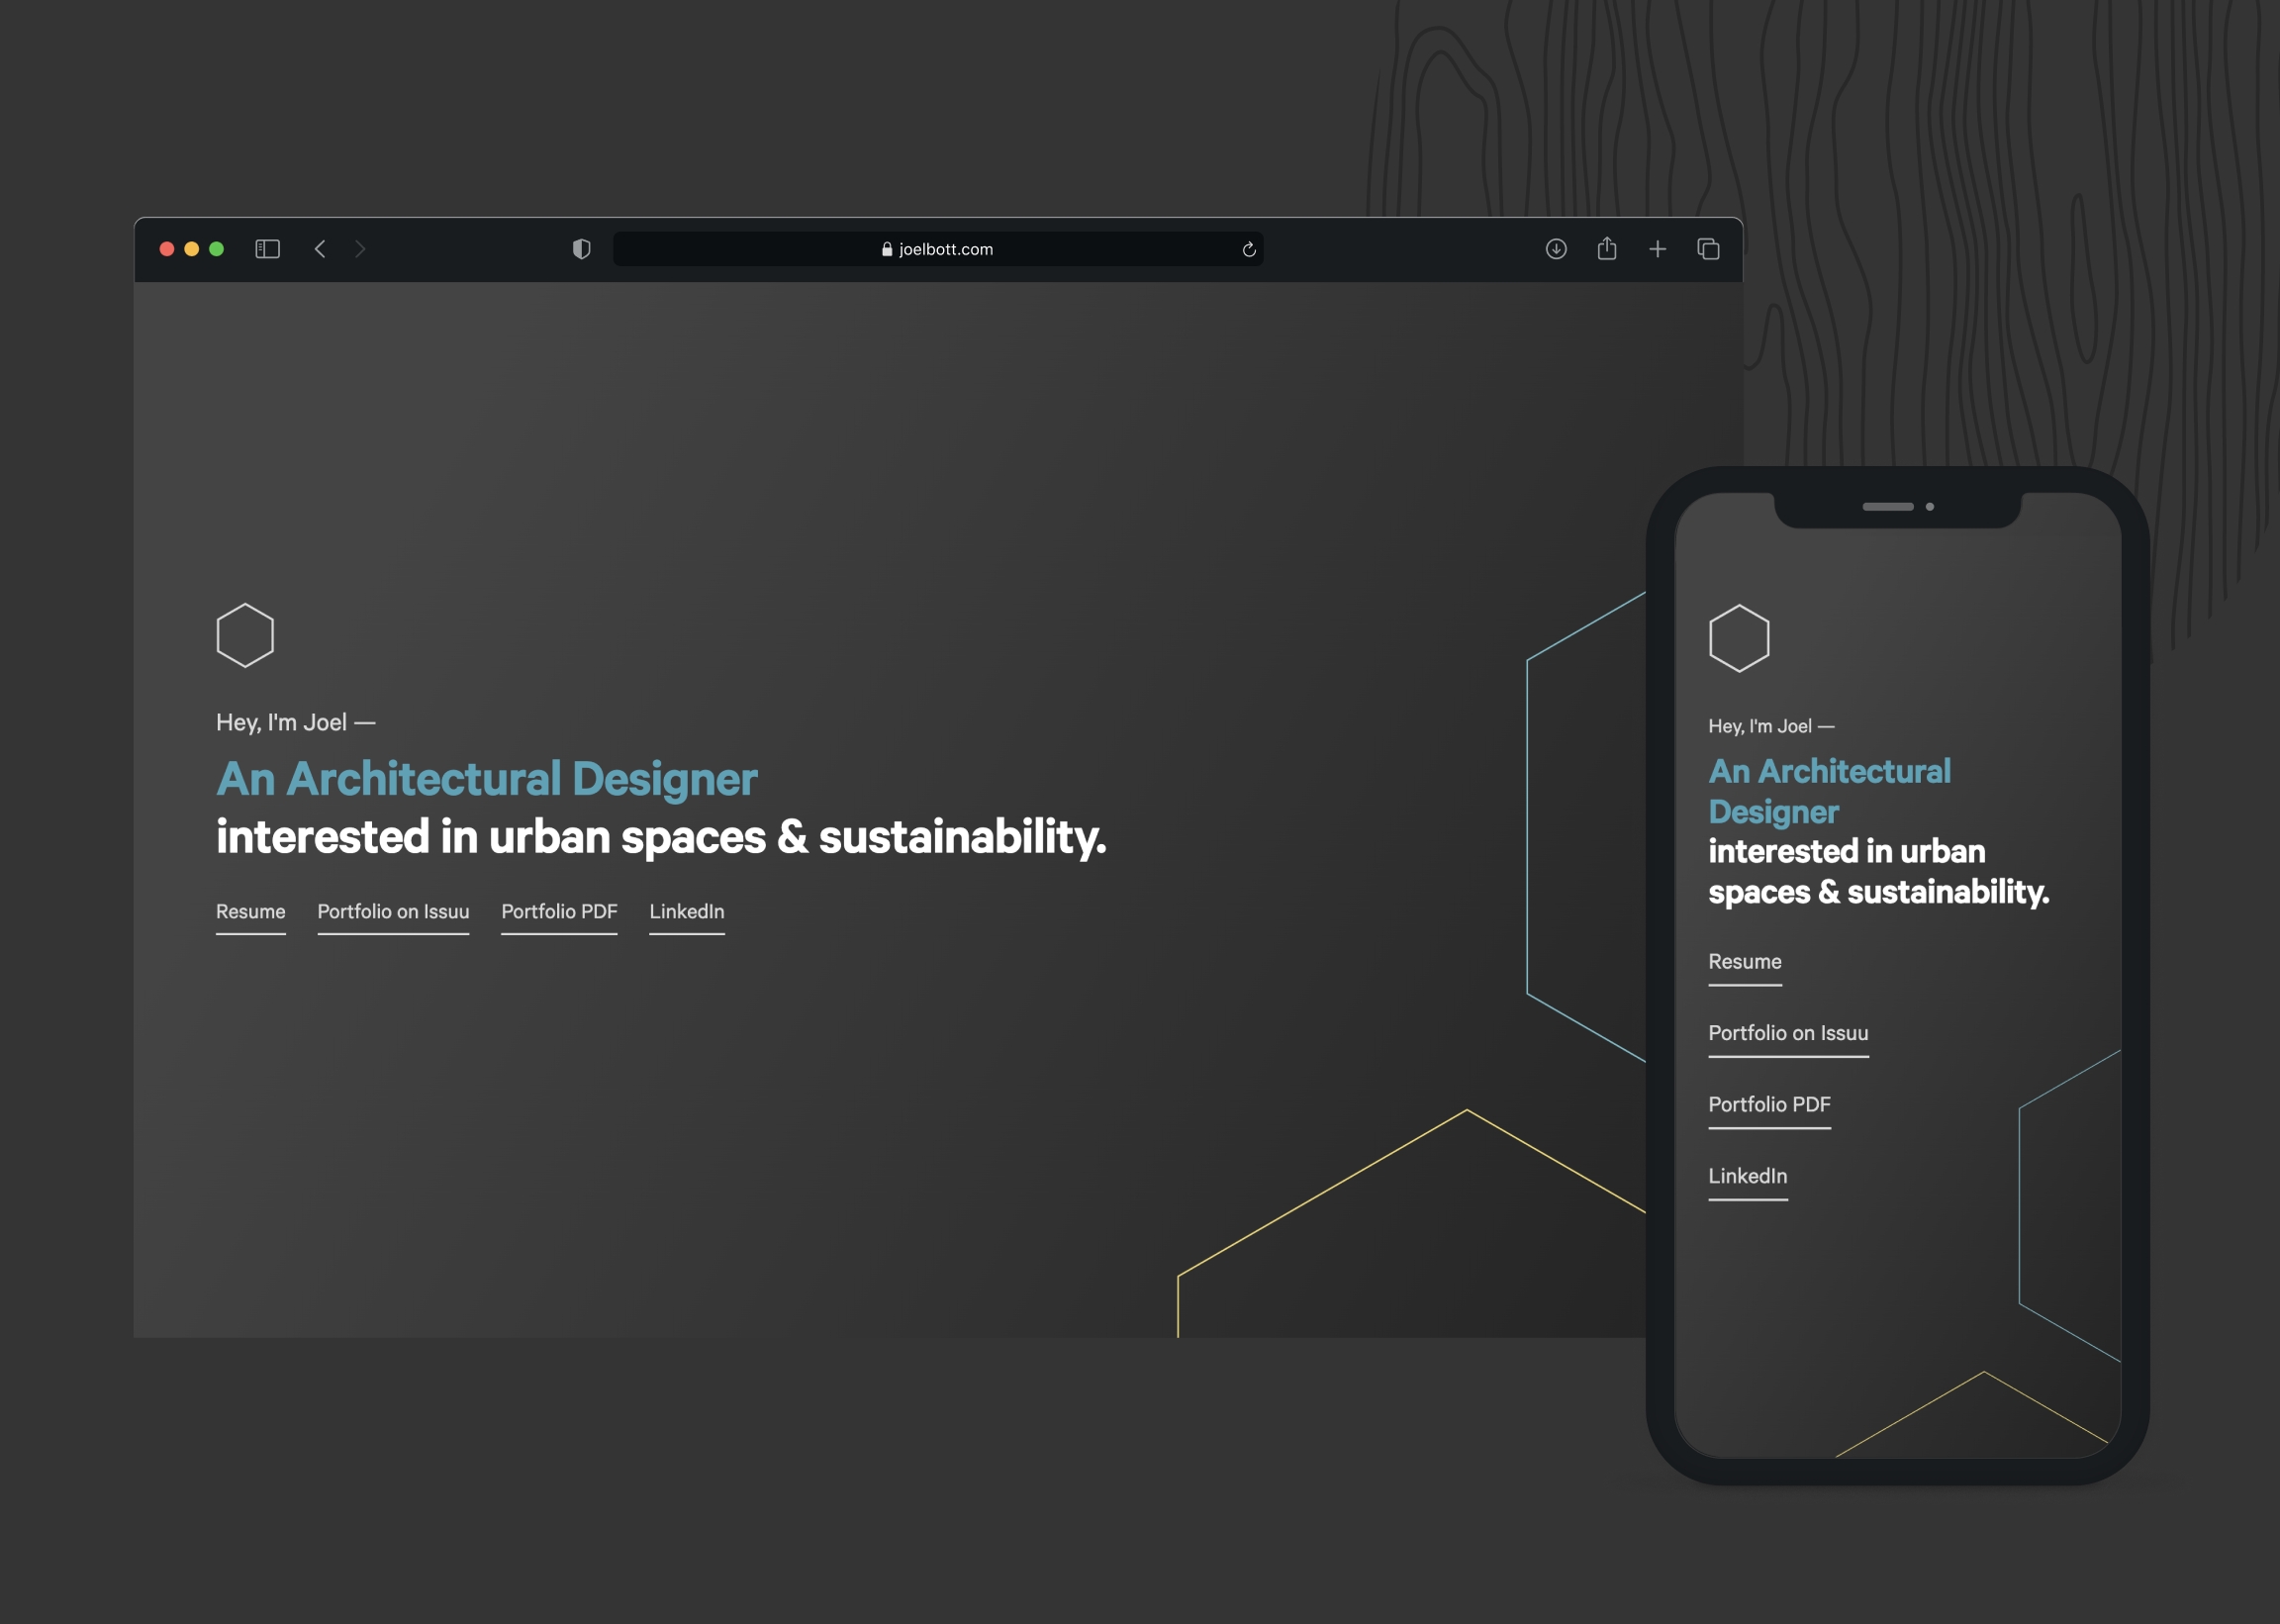 joelbott.com
Hey, I'm Joel —
An Architectural Designer
interested in urban spaces & sustainability.
Resume Portfolio on Issuu Portfolio PDF LinkedIn
Hey, I'm Joel —
An Architectural
Designer
interested in urban
spaces & sustainability.
Resume
Portfolio on Issuu
Portfolio PDF
LinkedIn